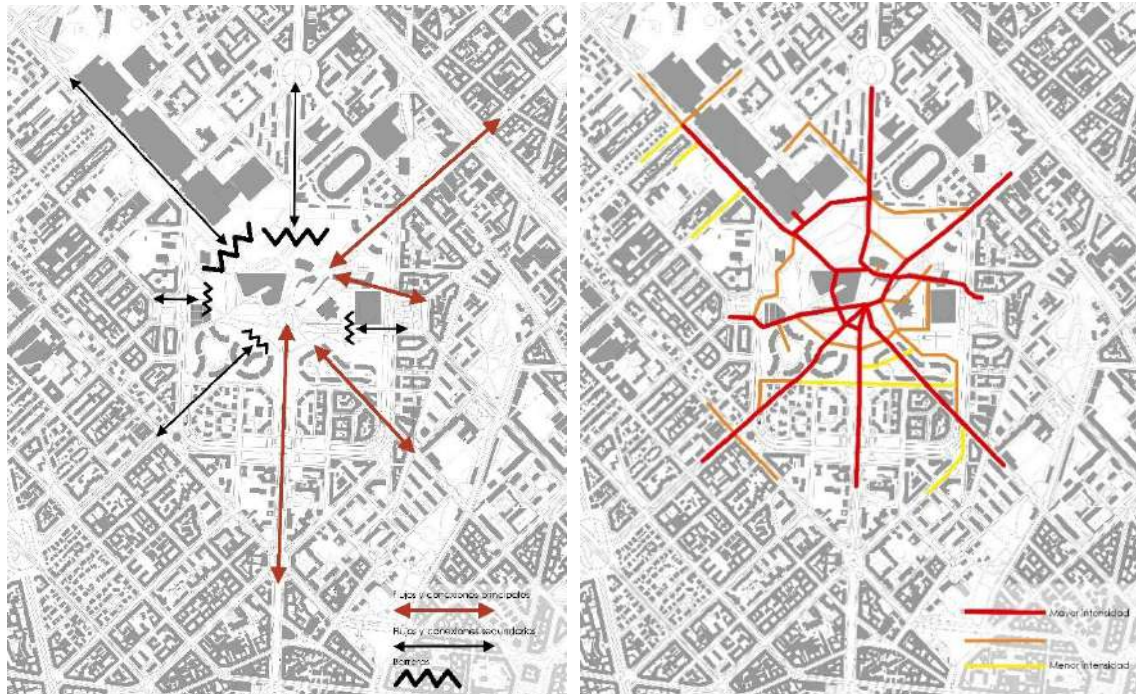 Flujos y conexiones principales
Flujos y conexiones secundarias
Barreras
Mayor intensidad
Menor intensidad